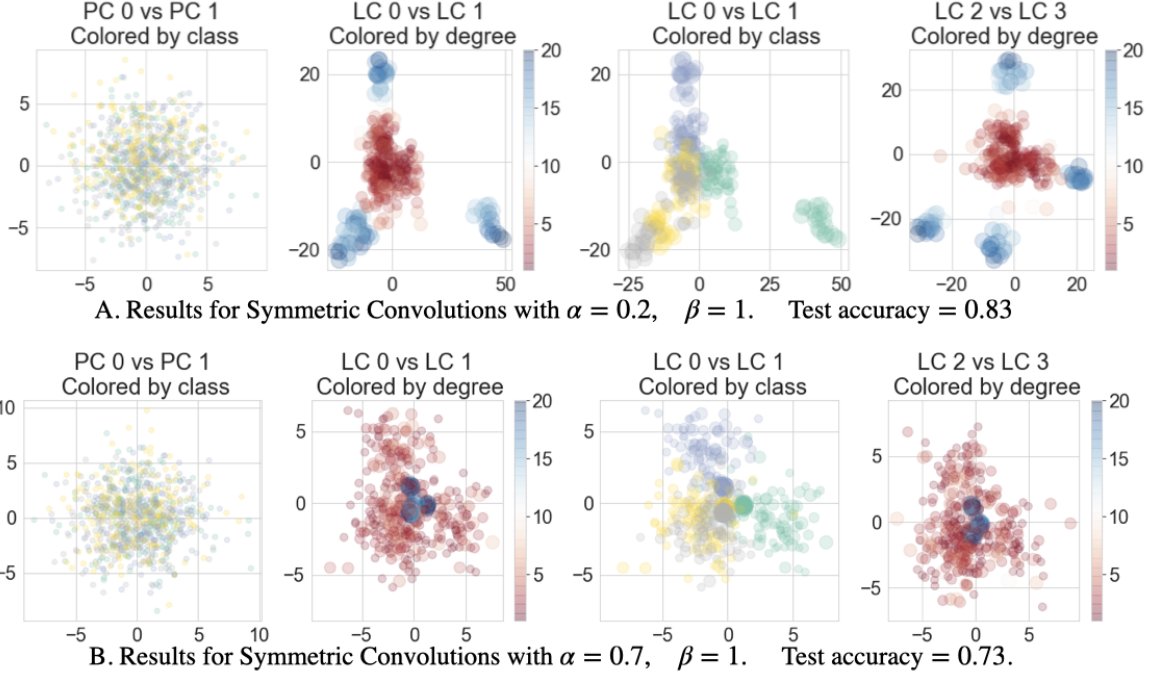 PC 0 vs PC 1
Colored by class
LC 0 vs LC 1
Colored by degree
LC 0 vs LC 1
Colored by class
LC 2 vs LC 3
Colored by degree
5
0
−5
−5 0 5
20
0
−20
0 50
20
15
10
5
20
0
−20
−25 0 25 50
20
0
−20
−20 0 20
20
15
10
5
A. Results for Symmetric Convolutions with α = 0.2, β = 1. Test accuracy = 0.83
PC 0 vs PC 1
Colored by class
LC 0 vs LC 1
Colored by degree
LC 0 vs LC 1
Colored by class
LC 2 vs LC 3
Colored by degree
10
5
0
−5
−5 0 5 10
5
0
−5
−5 0 5
20
15
10
5
5
0
−5
−5 0 5
5
0
−5
−5 0 5
20
15
10
5
B. Results for Symmetric Convolutions with α = 0.7, β = 1. Test accuracy = 0.73.